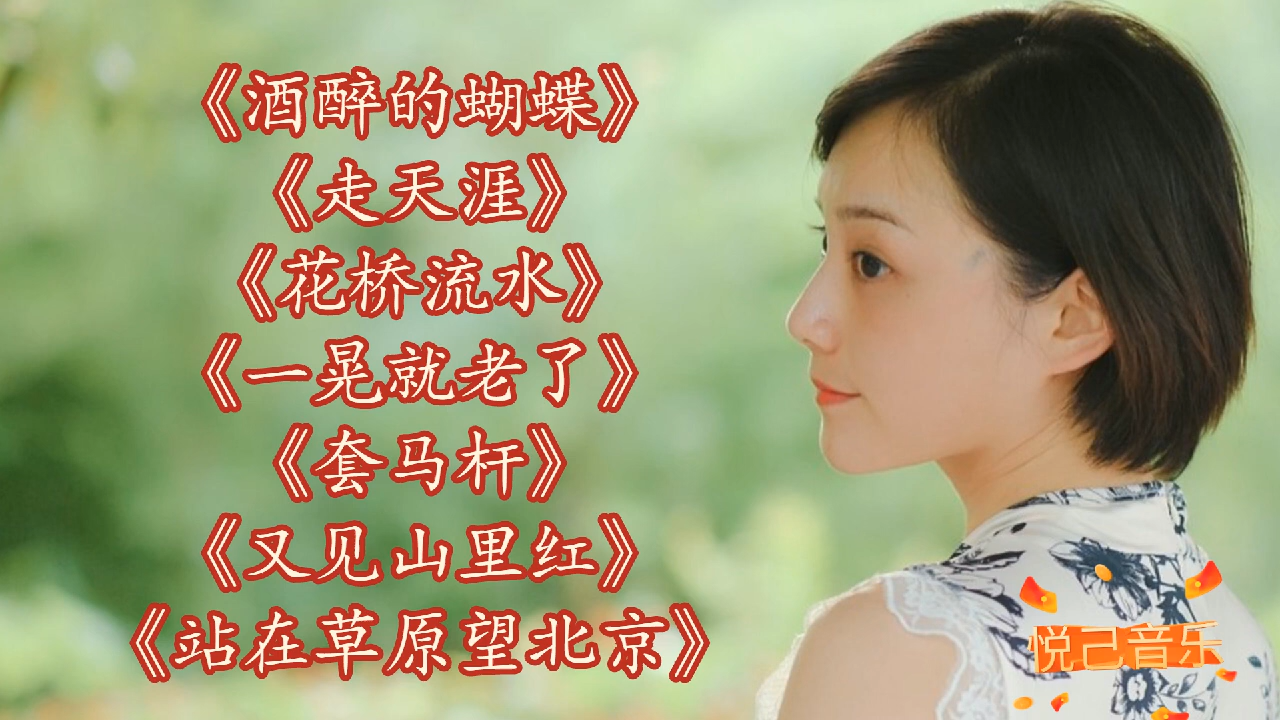 《酒醉的蝴蝶》
《走天涯》
《花桥流水》
《一晃就老了》
《套马杆》
《又见山里红》
《站在草原望北京》
悦己音乐